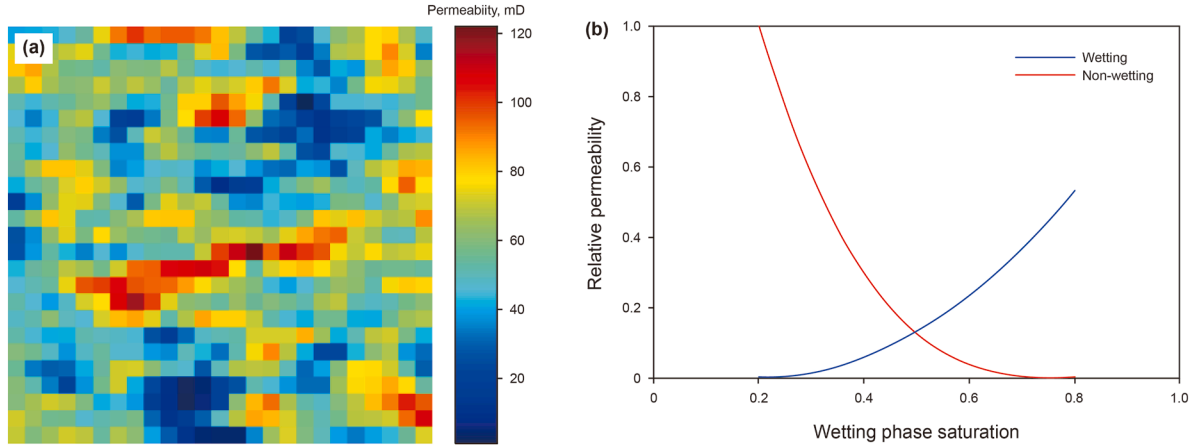 Permeabiity, mD
(a)
120
100
80
60
40
20
(b)
1.0
0.8
0.6
0.4
0.2
0
Relative permeability
Wetting
Non-wetting
0
0.2
0.4
0.6
0.8
1.0
Wetting phase saturation